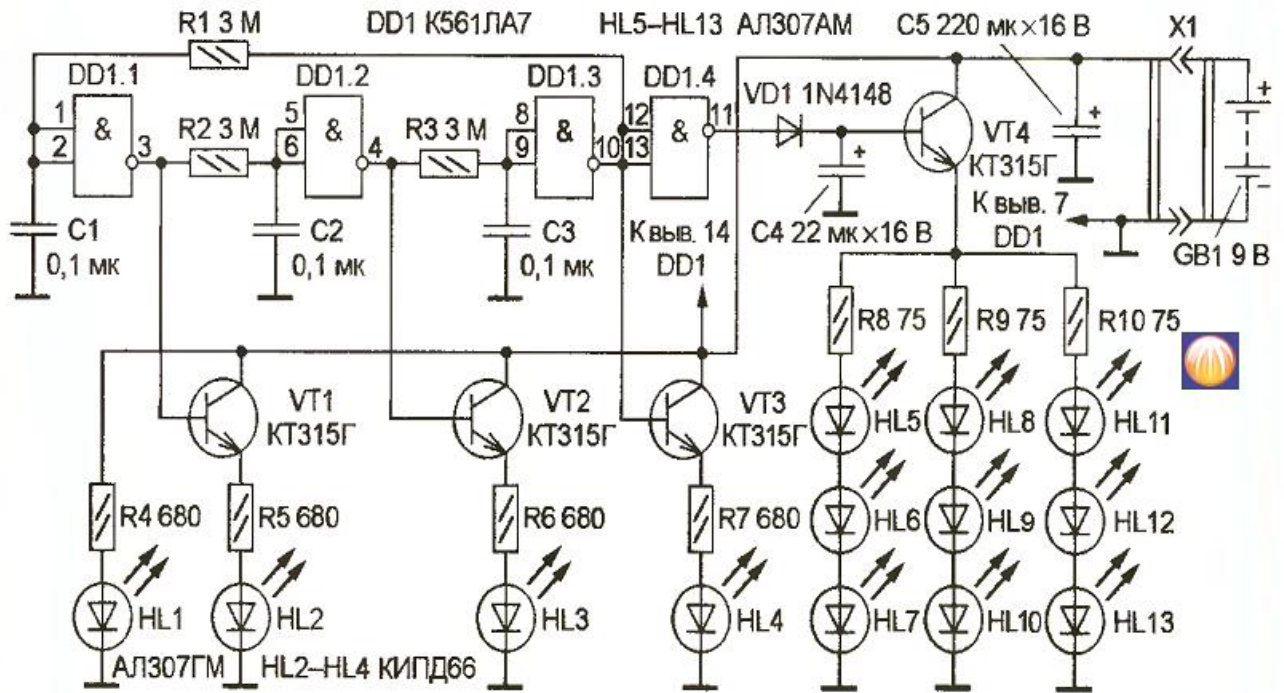 R1 3 М
DD1 К561ЛА7
HL5–HL13 АЛ307АМ
C5 220 мк×16 В
X1
DD1.1
DD1.2
DD1.3
DD1.4
VD1 1N4148
1
2
&
3
R2 3 М
5
6
&
4
R3 3 М
8
9
&
10
12
13
&
11
+
VT4
КТ315Г
+
+
−
C1
0,1 мк
C2
0,1 мк
C3
0,1 мк
К выв. 14
DD1
+
C4 22 мк×16 В
К выв. 7
DD1
GB1 9 В
R8 75
R9 75
R10 75
VT1
КТ315Г
VT2
КТ315Г
VT3
КТ315Г
HL5
HL8
HL11
R4 680
R5 680
R6 680
R7 680
HL6
HL9
HL12
HL1
HL2
HL3
HL4
HL7
HL10
HL13
АЛ307ГМ
HL2–HL4 КИПД66